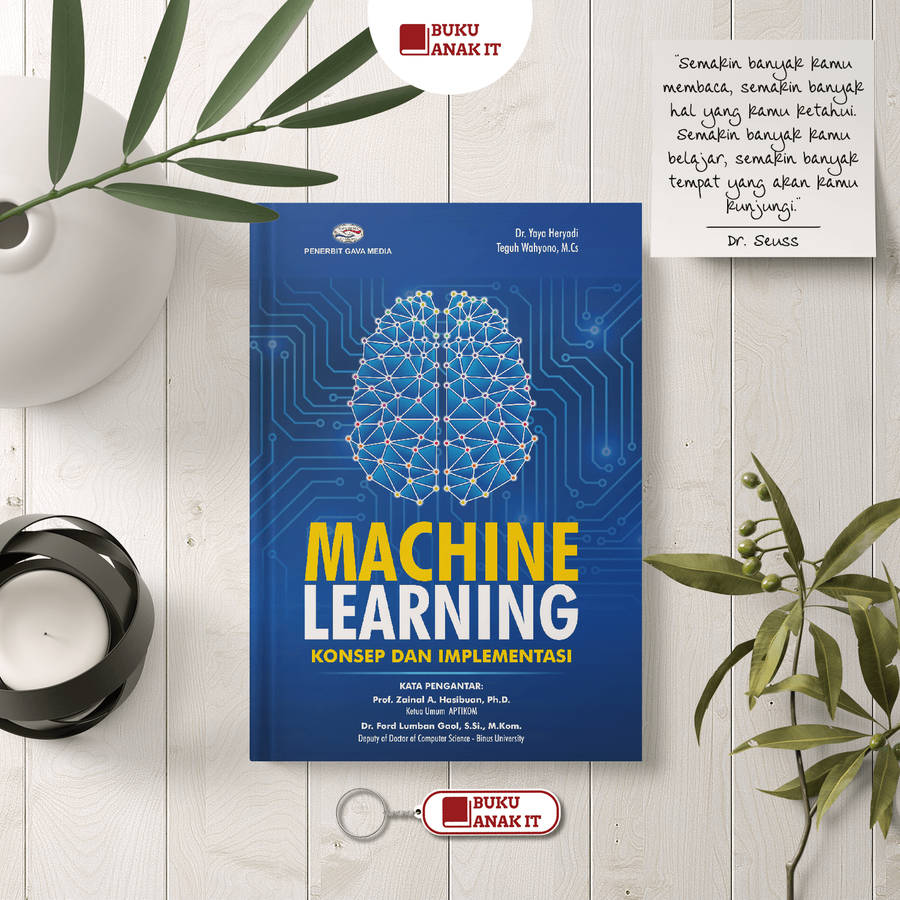 BUKU
ANAK IT
"Semakin banyak kamu
membaca, semakin banyak
hal yang kamu ketahui.
Semakin banyak kamu
belajar, semakin banyak
tempat yang akan kamu
kunjungi."
Dr. Seuss
PENERBIT GAVA MEDIA
Dr. Yaya Heryadi
Teguh Wahyono, M.Cs
MACHINE
LEARNING
KONSEP DAN IMPLEMENTASI
KATA PENGANTAR:
Prof. Zainal A. Hasibuan, Ph.D.
Ketua Umum APTIKOM
Dr. Ford Lumban Gaol, S.Si., M.Kom.
Deputy of Doctor of Computer Science - Binus University
BUKU
ANAK IT